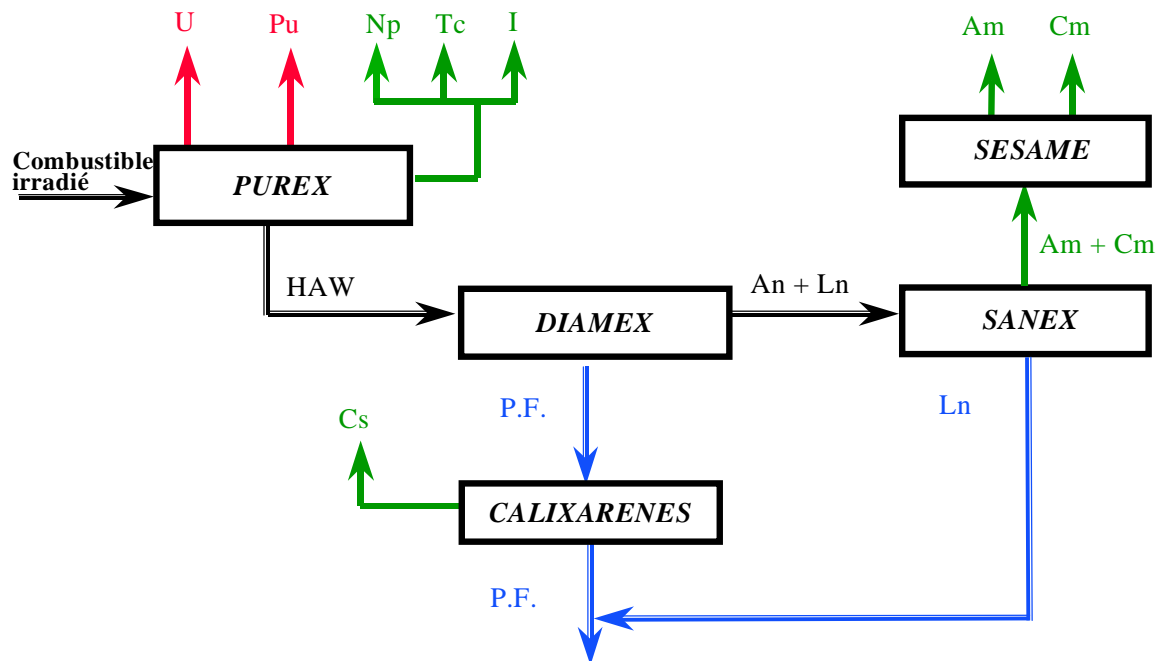 U
Pu
Np
Tc
I
Am
Cm
Combustible
irradié
PUREX
SESAME
Am + Cm
HAW
DIAMEX
An + Ln
SANEX
P.F.
Ln
Cs
CALIXARENES
P.F.